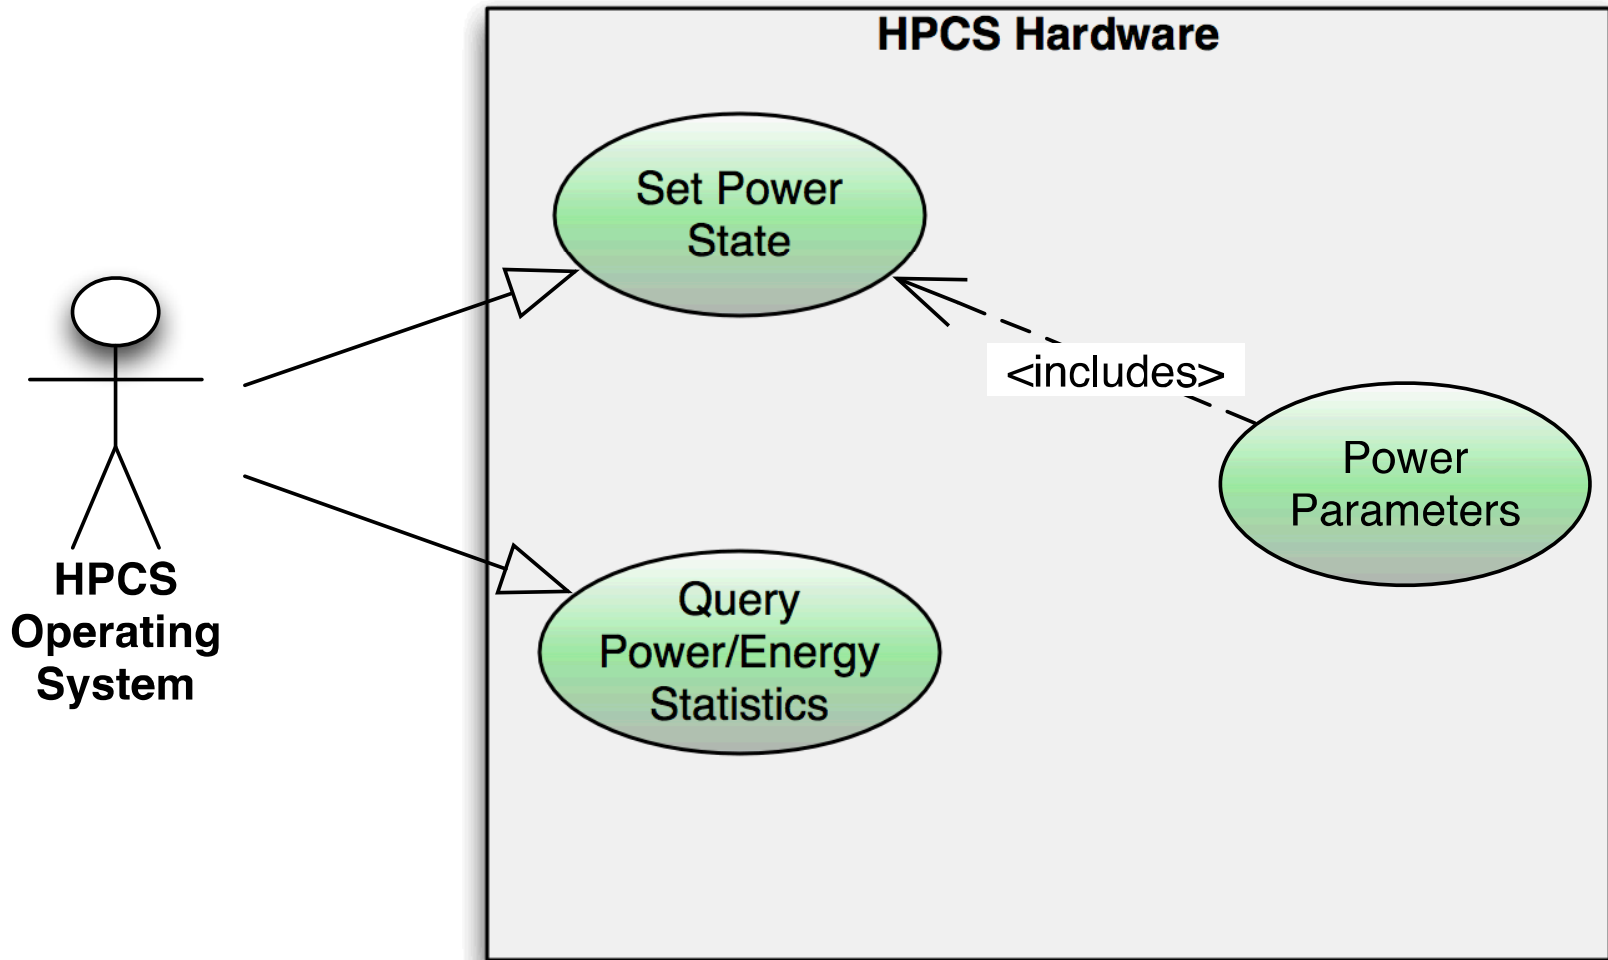 HPCS Hardware
Set Power
State
<includes>
Power
Parameters
HPCS
Operating
System
Query
Power/Energy
Statistics